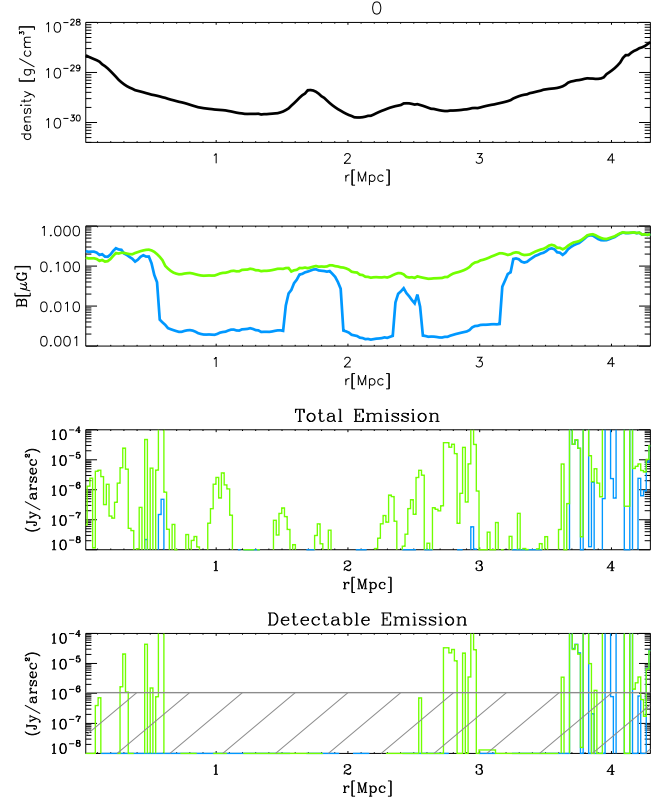 0
density [g/cm³]
10⁻²⁸
10⁻²⁹
10⁻³⁰
1 2 3 4
r[Mpc]
B[μG]
1.000
0.100
0.010
0.001
1 2 3 4
r[Mpc]
Total Emission
(Jy/arsec²)
10⁻⁴
10⁻⁵
10⁻⁶
10⁻⁷
10⁻⁸
1 2 3 4
r[Mpc]
Detectable Emission
(Jy/arsec²)
10⁻⁴
10⁻⁵
10⁻⁶
10⁻⁷
10⁻⁸
1 2 3 4
r[Mpc]